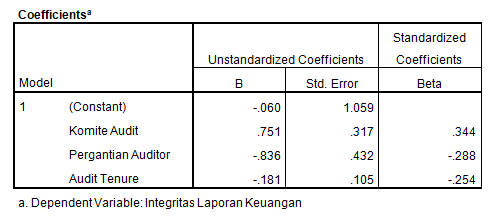 Coefficientsa
Unstandardized Coefficients Standardized Coefficients
Model B Std. Error Beta
1 (Constant) -.060 1.059
Komite Audit .751 .317 .344
Pergantian Auditor -.836 .432 -.288
Audit Tenure -.181 .105 -.254
a. Dependent Variable: Integritas Laporan Keuangan